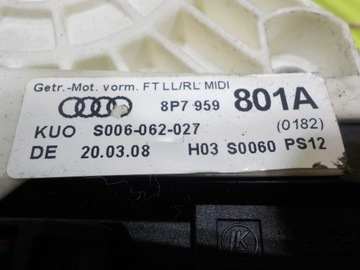 Getr.-Mot. vorm. FT LL/RL MIDI
8P7 959 801A
KUO S006-062-027 (0182)
DE 20.03.08 H03 S0060 PS12